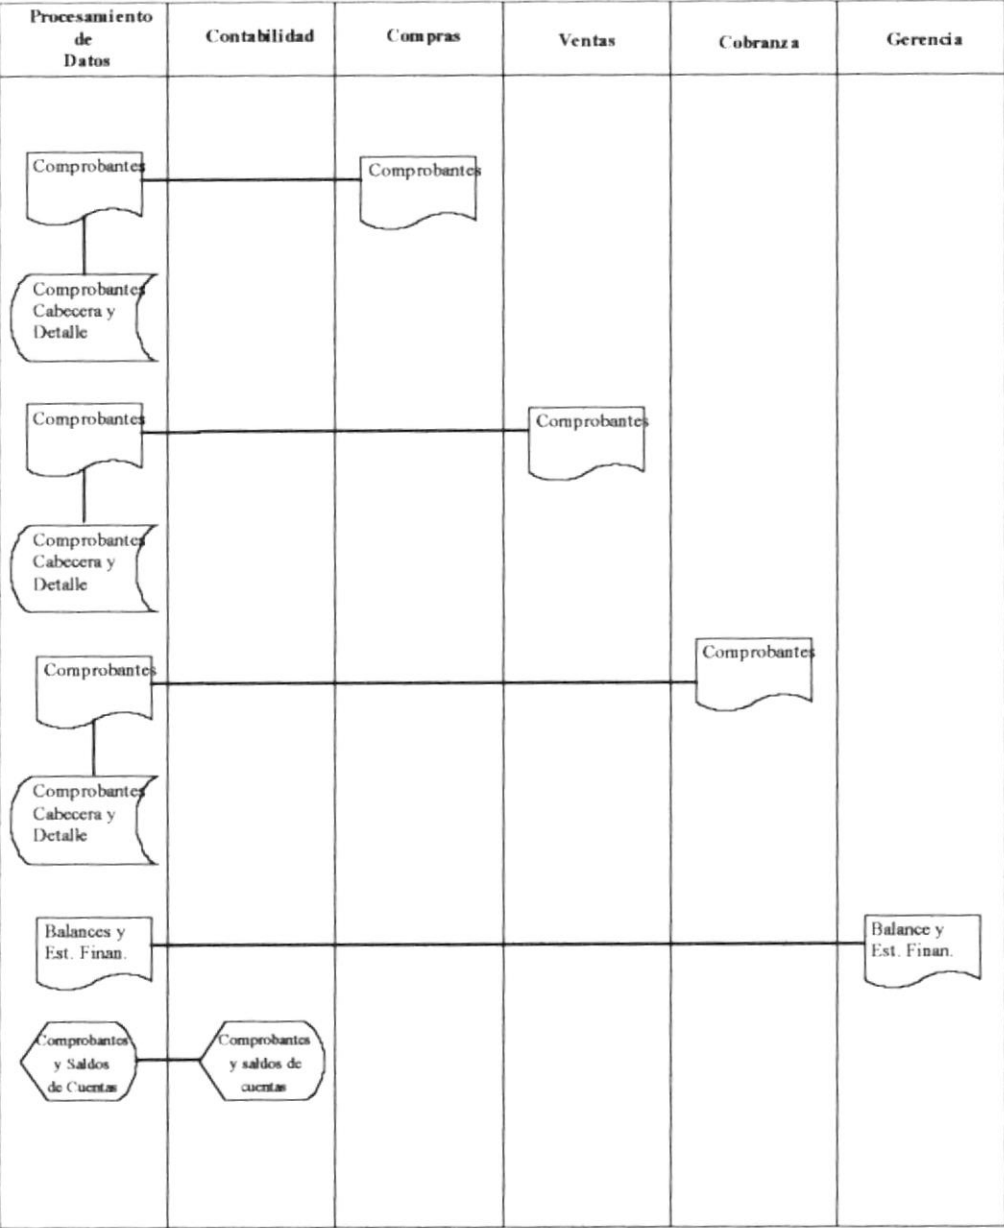 Procesamiento
de
Datos
Contabilidad
Compras
Ventas
Cobranza
Gerencia
Comprobantes
Comprobantes
Comprobantes
Cabecera y
Detalle
Comprobantes
Comprobantes
Comprobantes
Cabecera y
Detalle
Comprobantes
Comprobantes
Comprobantes
Cabecera y
Detalle
Balances y
Est. Finan.
Balance y
Est. Finan.
Comprobantes
y Saldos
de Cuentas
Comprobantes
y saldos de
cuentas